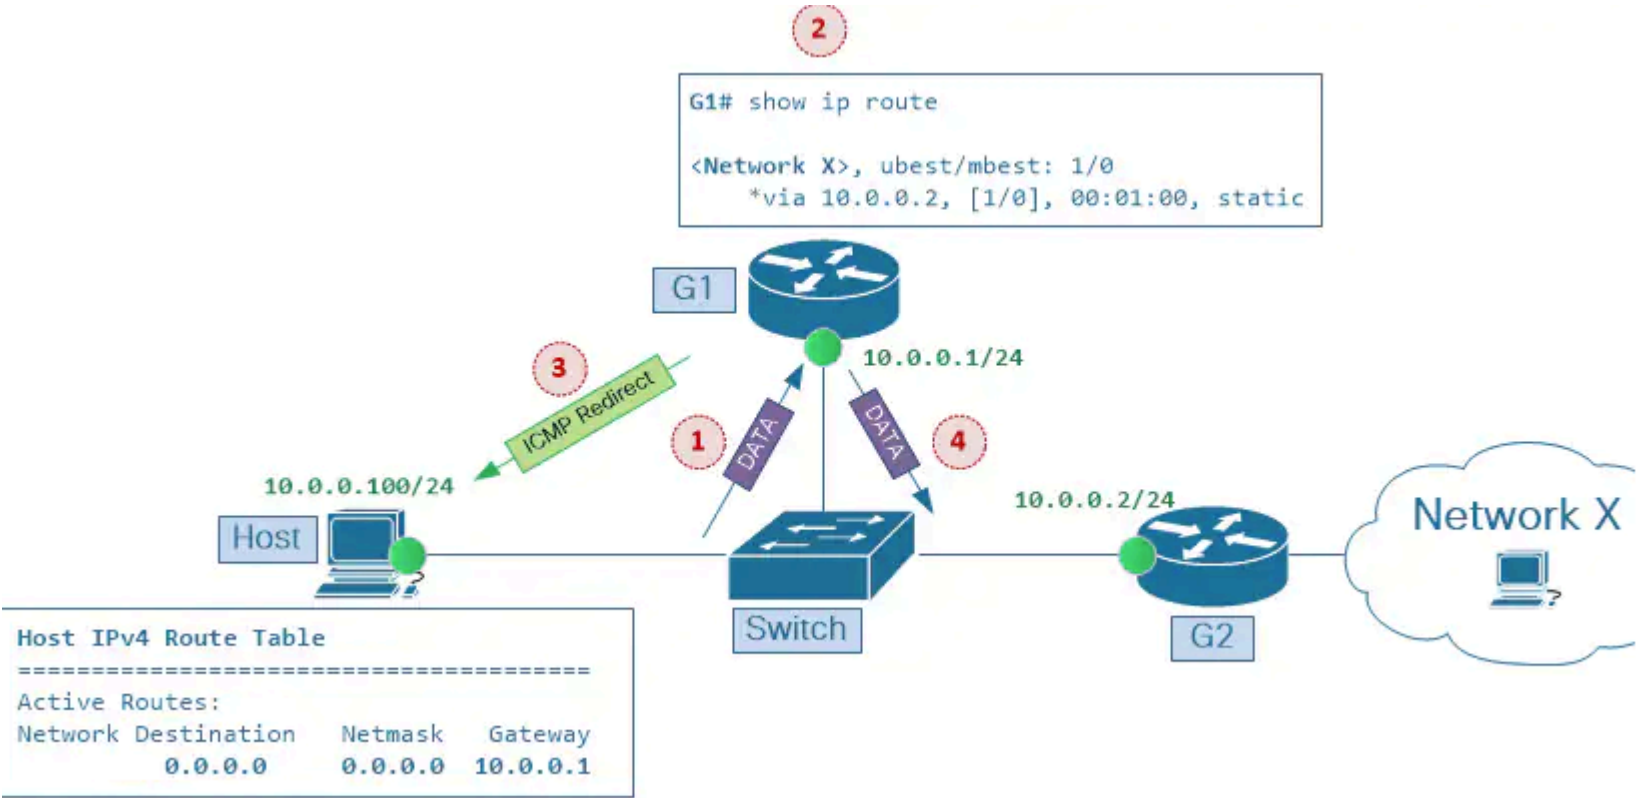 2
G1# show ip route
<Network X>, ubest/mbest: 1/0
*via 10.0.0.2, [1/0], 00:01:00, static
G1
10.0.0.1/24
3
ICMP Redirect
1
DATA
DATA
4
10.0.0.100/24
10.0.0.2/24
Network X
Host
?
?
Switch
G2
Host IPv4 Route Table
=======================================
Active Routes:
Network Destination Netmask Gateway
0.0.0.0 0.0.0.0 10.0.0.1